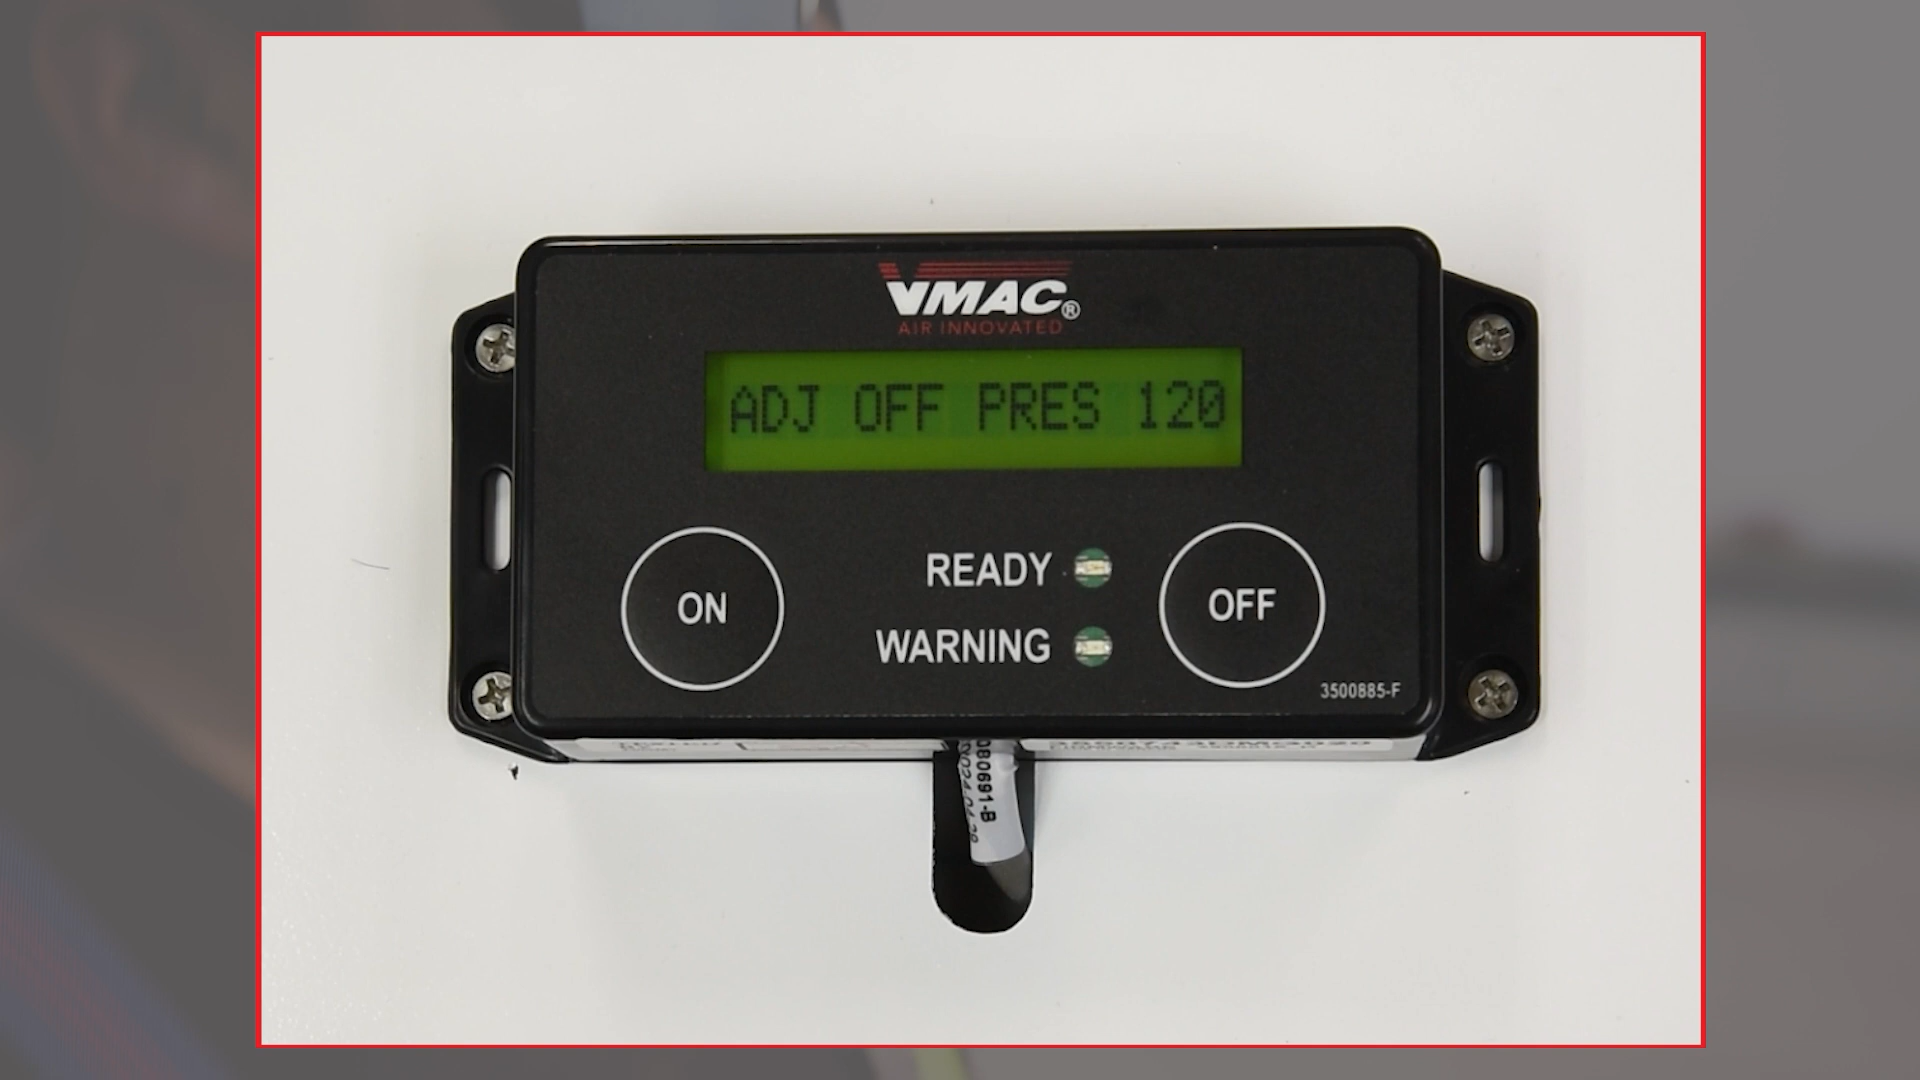 VMAC®
AIR INNOVATED
ADJ OFF PRES 120
READY
ON
OFF
WARNING
3500885-F
080691-B